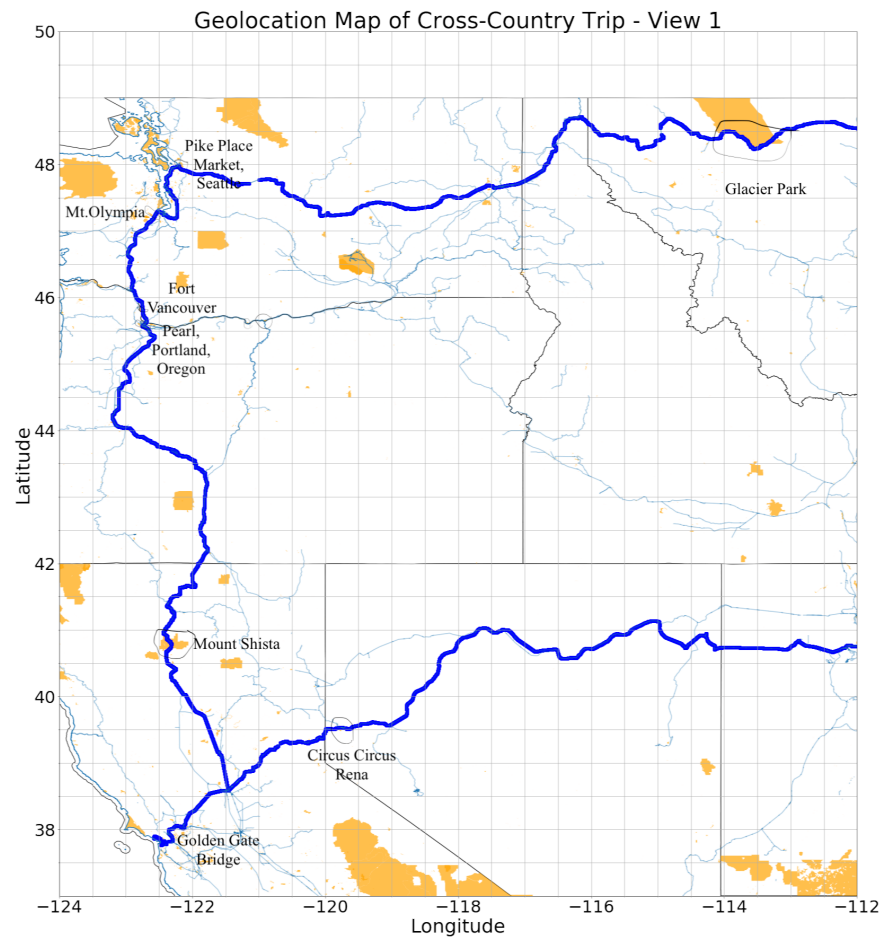 Geolocation Map of Cross-Country Trip - View 1
50
48
46
44
42
40
38
Latitude
Pike Place
Market,
Seattle
Mt.Olympia
Glacier Park
Fort
Vancouver
Pearl,
Portland,
Oregon
Mount Shista
Circus Circus
Rena
Golden Gate
Bridge
−124
−122
−120
−118
−116
−114
−112
Longitude